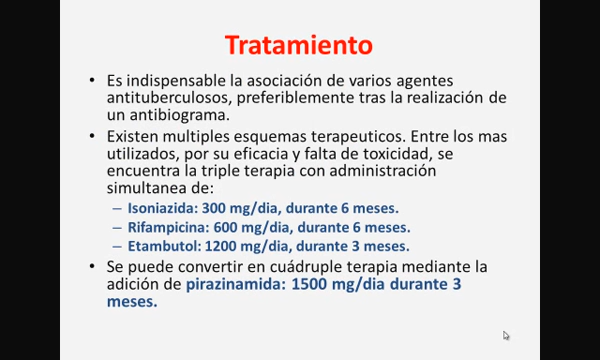 Tratamiento
• Es indispensable la asociación de varios agentes
antituberculosos, preferiblemente tras la realización de
un antibiograma.
• Existen multiples esquemas terapeuticos. Entre los mas
utilizados, por su eficacia y falta de toxicidad, se
encuentra la triple terapia con administración
simultanea de:
– Isoniazida: 300 mg/dia, durante 6 meses.
– Rifampicina: 600 mg/dia, durante 6 meses.
– Etambutol: 1200 mg/dia, durante 3 meses.
• Se puede convertir en cuádruple terapia mediante la
adición de pirazinamida: 1500 mg/dia durante 3
meses.